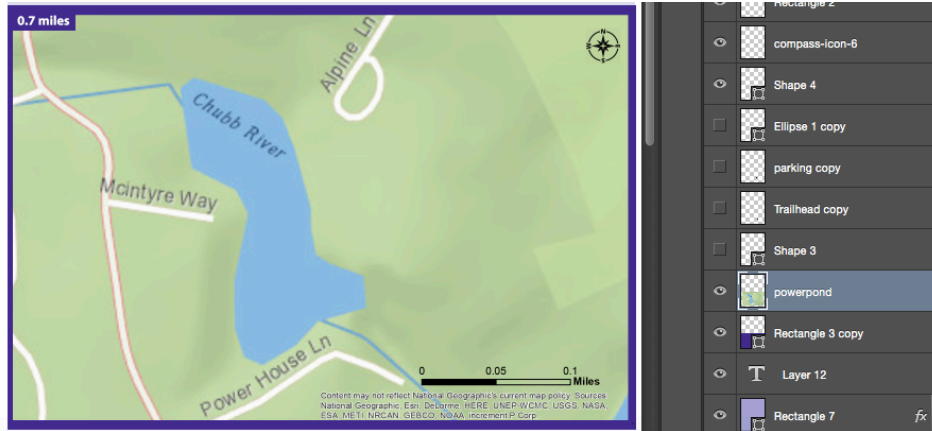 0.7 miles
N
W
E
S
Alpine Ln
Chubb River
Mcintyre Way
Power House Ln
0 0.05 0.1
Miles
Content may not reflect National Geographic's current map policy. Sources:
National Geographic, Esri, DeLorme, HERE, UNEP-WCMC, USGS, NASA,
ESA, METI, NRCAN, GEBCO, NOAA, increment P Corp.
Rectangle 2
compass-icon-6
Shape 4
Ellipse 1 copy
parking copy
Trailhead copy
Shape 3
powerpond
Rectangle 3 copy
T Layer 12
Rectangle 7 fx